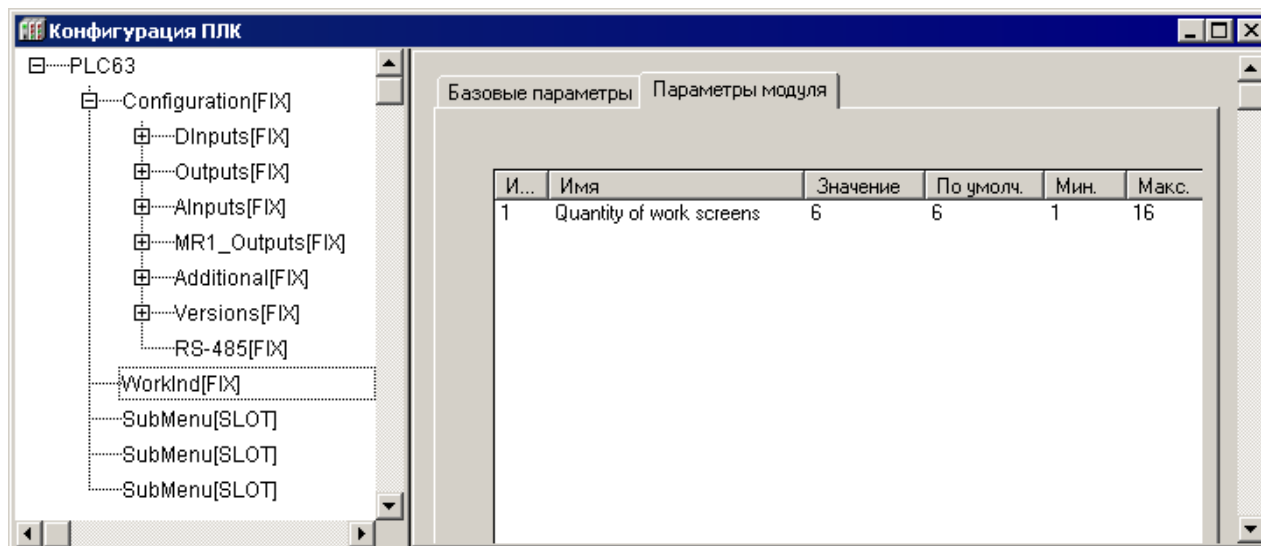 Конфигурация ПЛК
PLC63
Configuration[FIX]
DInputs[FIX]
Outputs[FIX]
AInputs[FIX]
MR1_Outputs[FIX]
Additional[FIX]
Versions[FIX]
RS-485[FIX]
WorkInd[FIX]
SubMenu[SLOT]
SubMenu[SLOT]
SubMenu[SLOT]
Базовые параметры Параметры модуля
И... Имя Значение По умолч. Мин. Макс.
1 Quantity of work screens 6 6 1 16